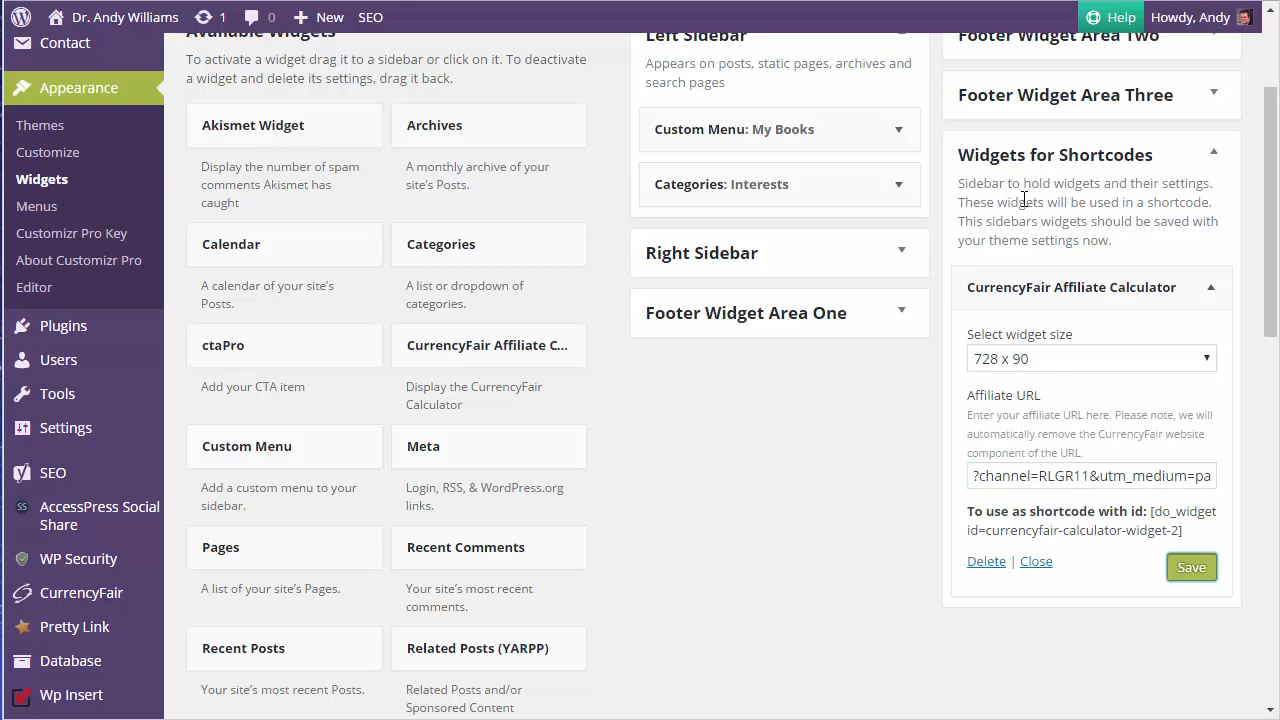 Dr. Andy Williams 1 0 New SEO Help Howdy, Andy
Contact
Appearance
Themes
Customize
Widgets
Menus
Customizr Pro Key
About Customizr Pro
Editor
Plugins
Users
Tools
Settings
SEO
AccessPress Social
Share
WP Security
CurrencyFair
Pretty Link
Database
Wp Insert
Available Widgets
To activate a widget drag it to a sidebar or click on it. To deactivate
a widget and delete its settings, drag it back.
Akismet Widget
Display the number of spam
comments Akismet has
caught
Archives
A monthly archive of your
site's Posts.
Calendar
A calendar of your site's
Posts.
Categories
A list or dropdown of
categories.
ctaPro
Add your CTA item
CurrencyFair Affiliate C...
Display the CurrencyFair
Calculator
Custom Menu
Add a custom menu to your
sidebar.
Meta
Login, RSS, & WordPress.org
links.
Pages
A list of your site's Pages.
Recent Comments
Your site's most recent
comments.
Recent Posts
Your site's most recent Posts.
Related Posts (YARPP)
Related Posts and/or
Sponsored Content
Left Sidebar
Appears on posts, static pages, archives and
search pages
Custom Menu: My Books
Categories: Interests
Right Sidebar
Footer Widget Area One
Footer Widget Area Two
Footer Widget Area Three
Widgets for Shortcodes
Sidebar to hold widgets and their settings.
These widgets will be used in a shortcode.
This sidebars widgets should be saved with
your theme settings now.
CurrencyFair Affiliate Calculator
Select widget size
728 x 90
Affiliate URL
Enter your affiliate URL here. Please note, we will
automatically remove the CurrencyFair website
component of the URL.
?channel=RLGR11&utm_medium=pa
To use as shortcode with id: [do_widget
id=currencyfair-calculator-widget-2]
Delete | Close
Save